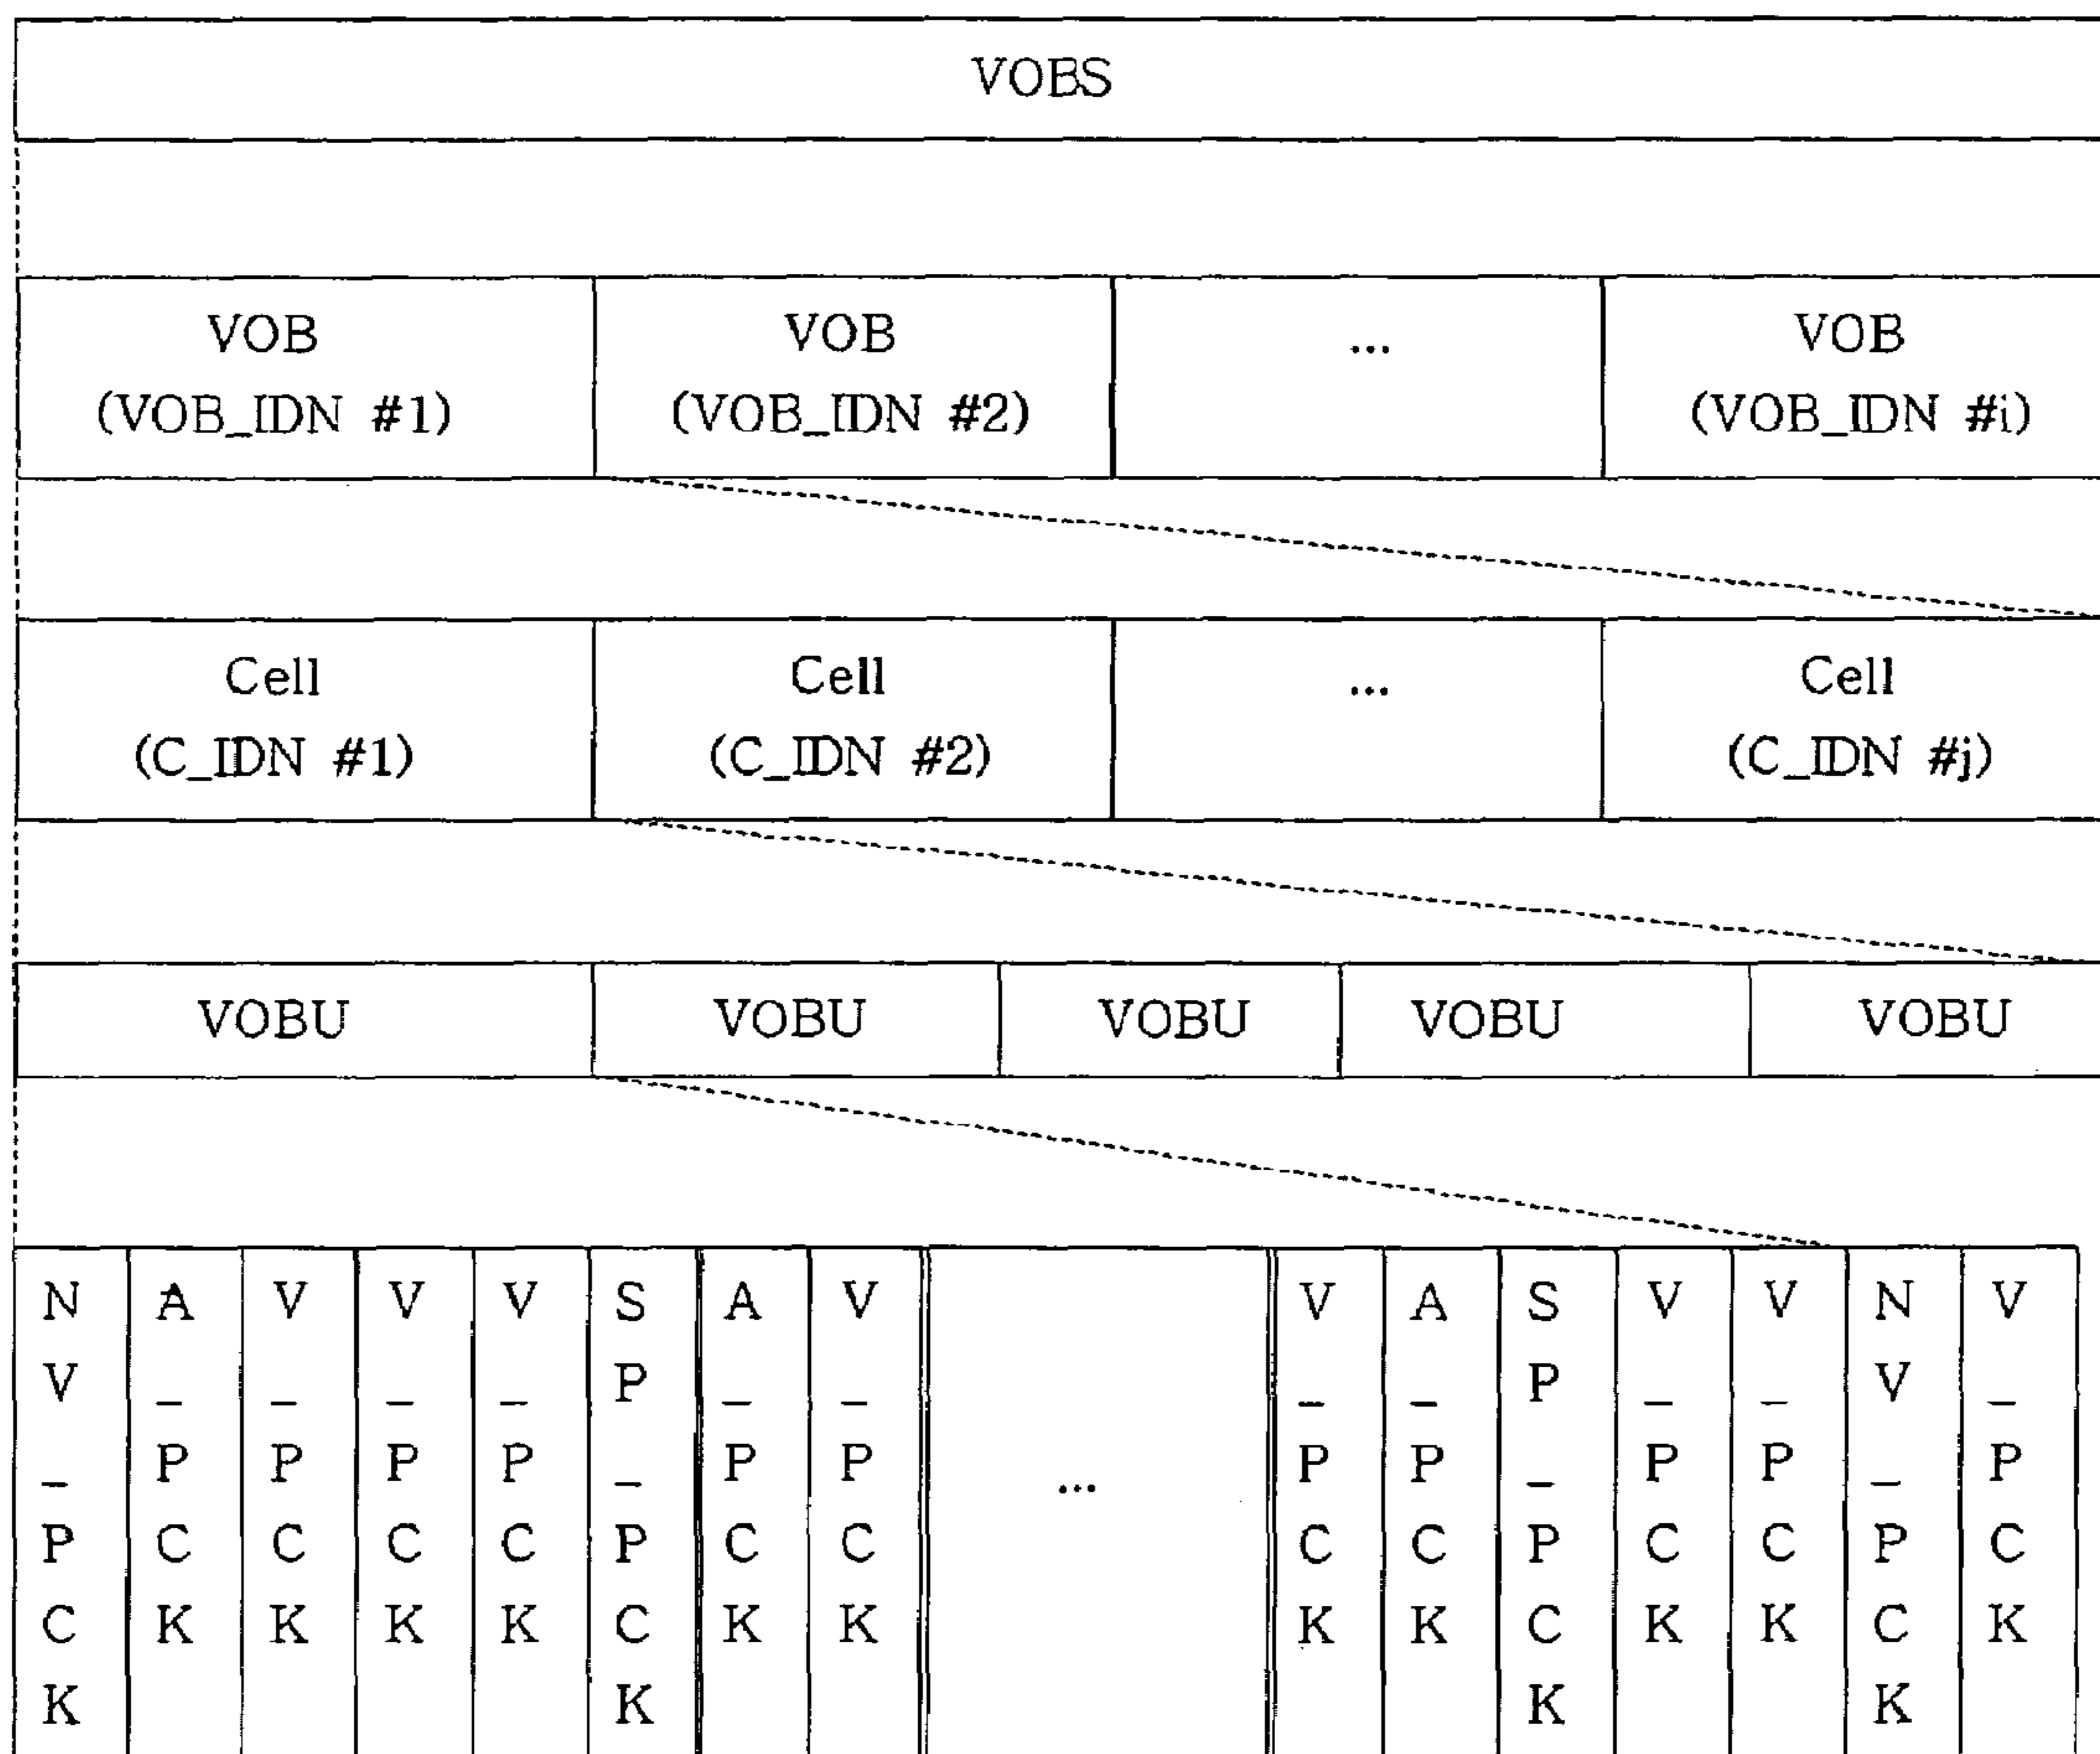 VOBS
VOB VOB ... VOB
(VOB_IDN #1) (VOB_IDN #2) (VOB_IDN #i)
Cell Cell ... Cell
(C_IDN #1) (C_IDN #2) (C_IDN #j)
VOBU VOBU VOBU VOBU VOBU
NV_PCK
A_PCK
V_PCK
V_PCK
V_PCK
SP_PCK
A_PCK
V_PCK
...
V_PCK
A_PCK
SP_PCK
V_PCK
V_PCK
NV_PCK
V_PCK